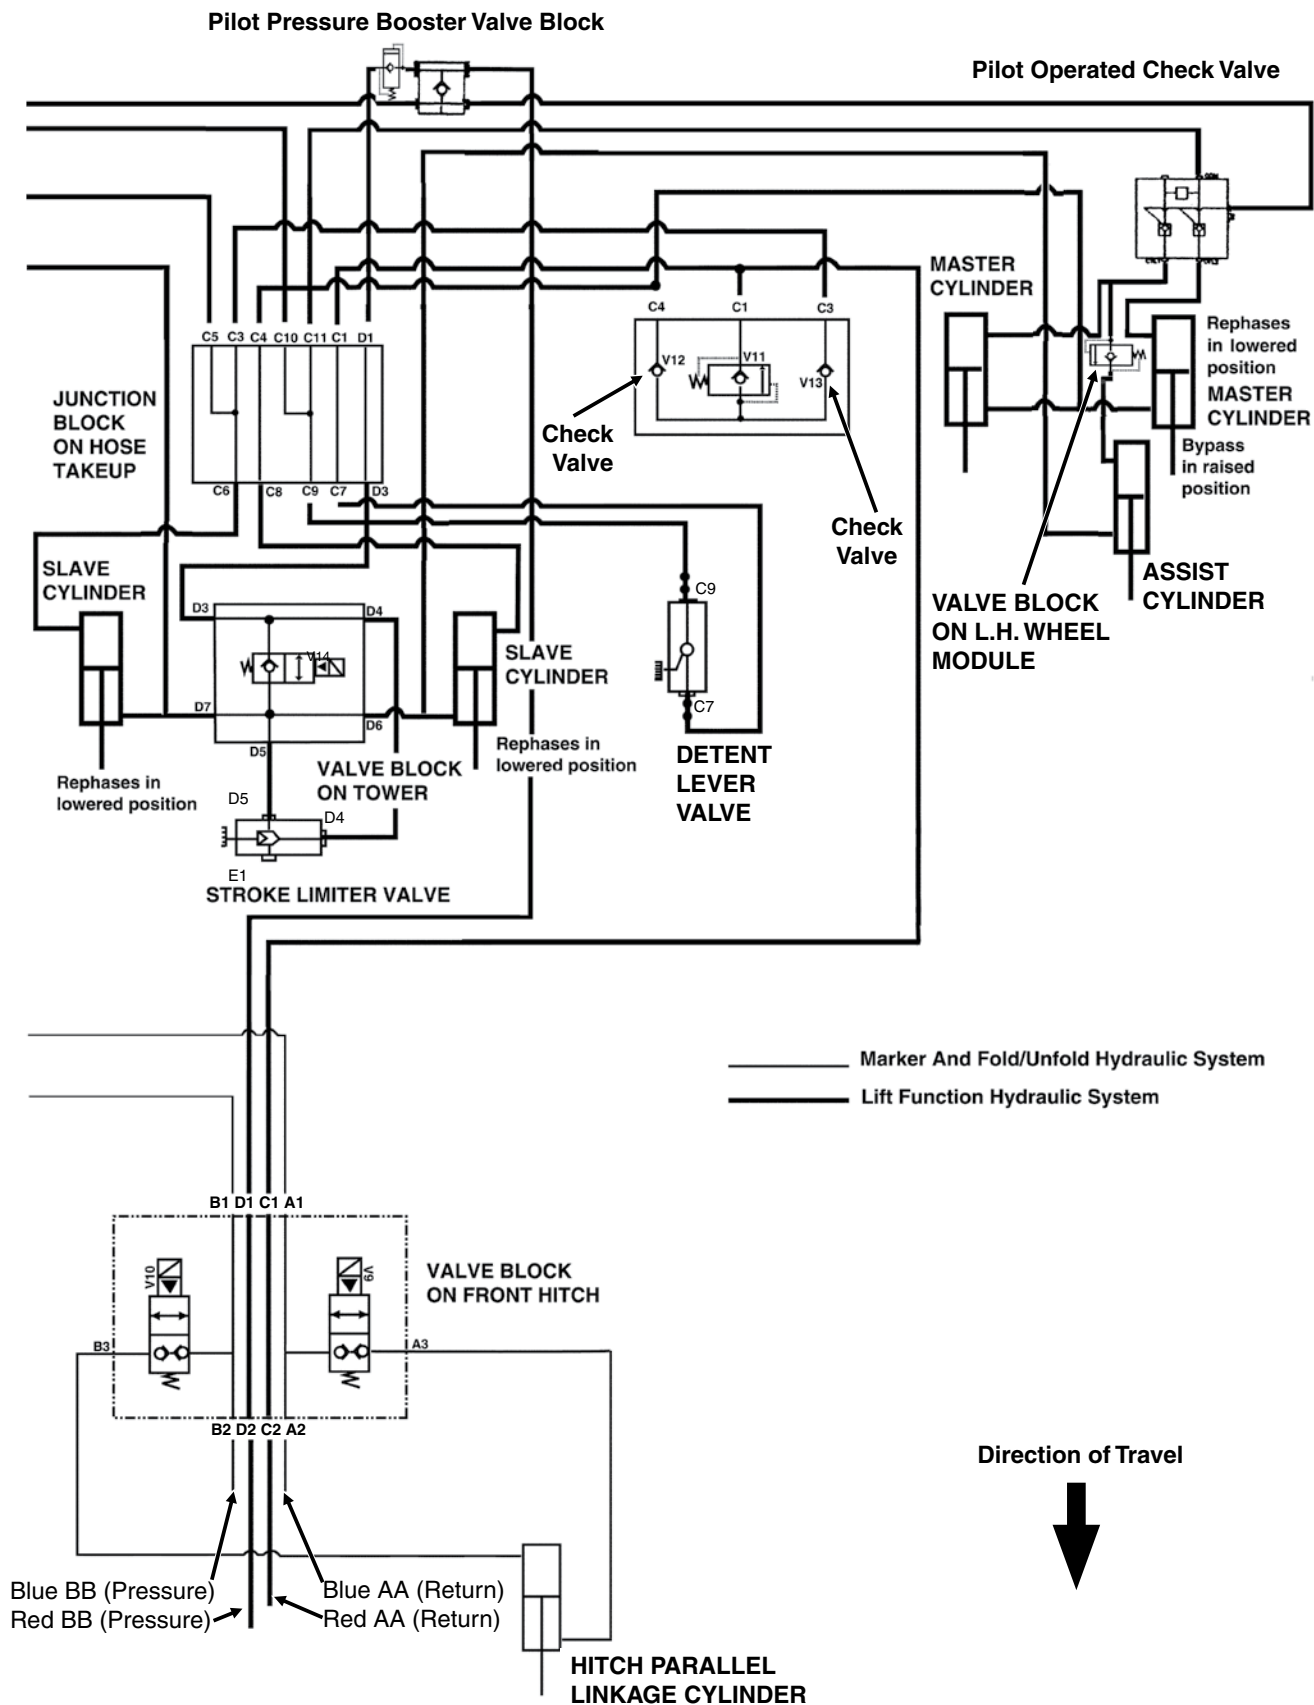 Pilot Pressure Booster Valve Block
Pilot Operated Check Valve
MASTER
CYLINDER
Rephases
in lowered
position
MASTER
CYLINDER
Bypass
in raised
position
C4 C1 C3
V12
V11
V13
C5 C3 C4 C10 C11 C1 D1
JUNCTION
BLOCK
ON HOSE
TAKEUP
Check
Valve
Check
Valve
C6 C8 C9 C7 D3
SLAVE
CYLINDER
C9
ASSIST
CYLINDER
VALVE BLOCK
ON L.H. WHEEL
MODULE
D3
D4
V14
SLAVE
CYLINDER
D7
D6
C7
D5
Rephases in
lowered position
Rephases in
lowered position
VALVE BLOCK
ON TOWER
DETENT
LEVER
VALVE
D5
D4
E1
STROKE LIMITER VALVE
Marker And Fold/Unfold Hydraulic System
Lift Function Hydraulic System
B1 D1 C1 A1
V10
V9
VALVE BLOCK
ON FRONT HITCH
B3
A3
B2 D2 C2 A2
Direction of Travel
Blue BB (Pressure)
Red BB (Pressure)
Blue AA (Return)
Red AA (Return)
HITCH PARALLEL
LINKAGE CYLINDER